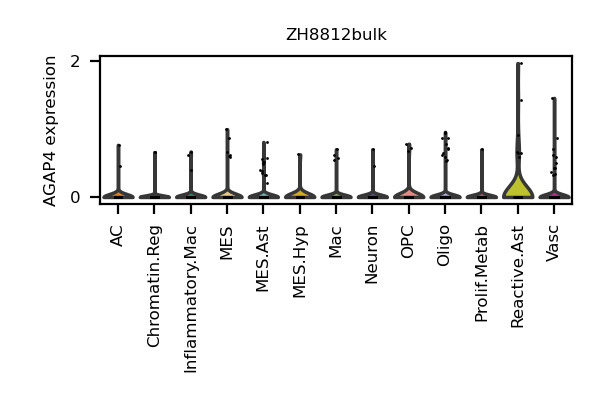 ZH8812bulk
AGAP4 expression
2
0
AC
Chromatin.Reg
Inflammatory.Mac
MES
MES.Ast
MES.Hyp
Mac
Neuron
OPC
Oligo
Prolif.Metab
Reactive.Ast
Vasc